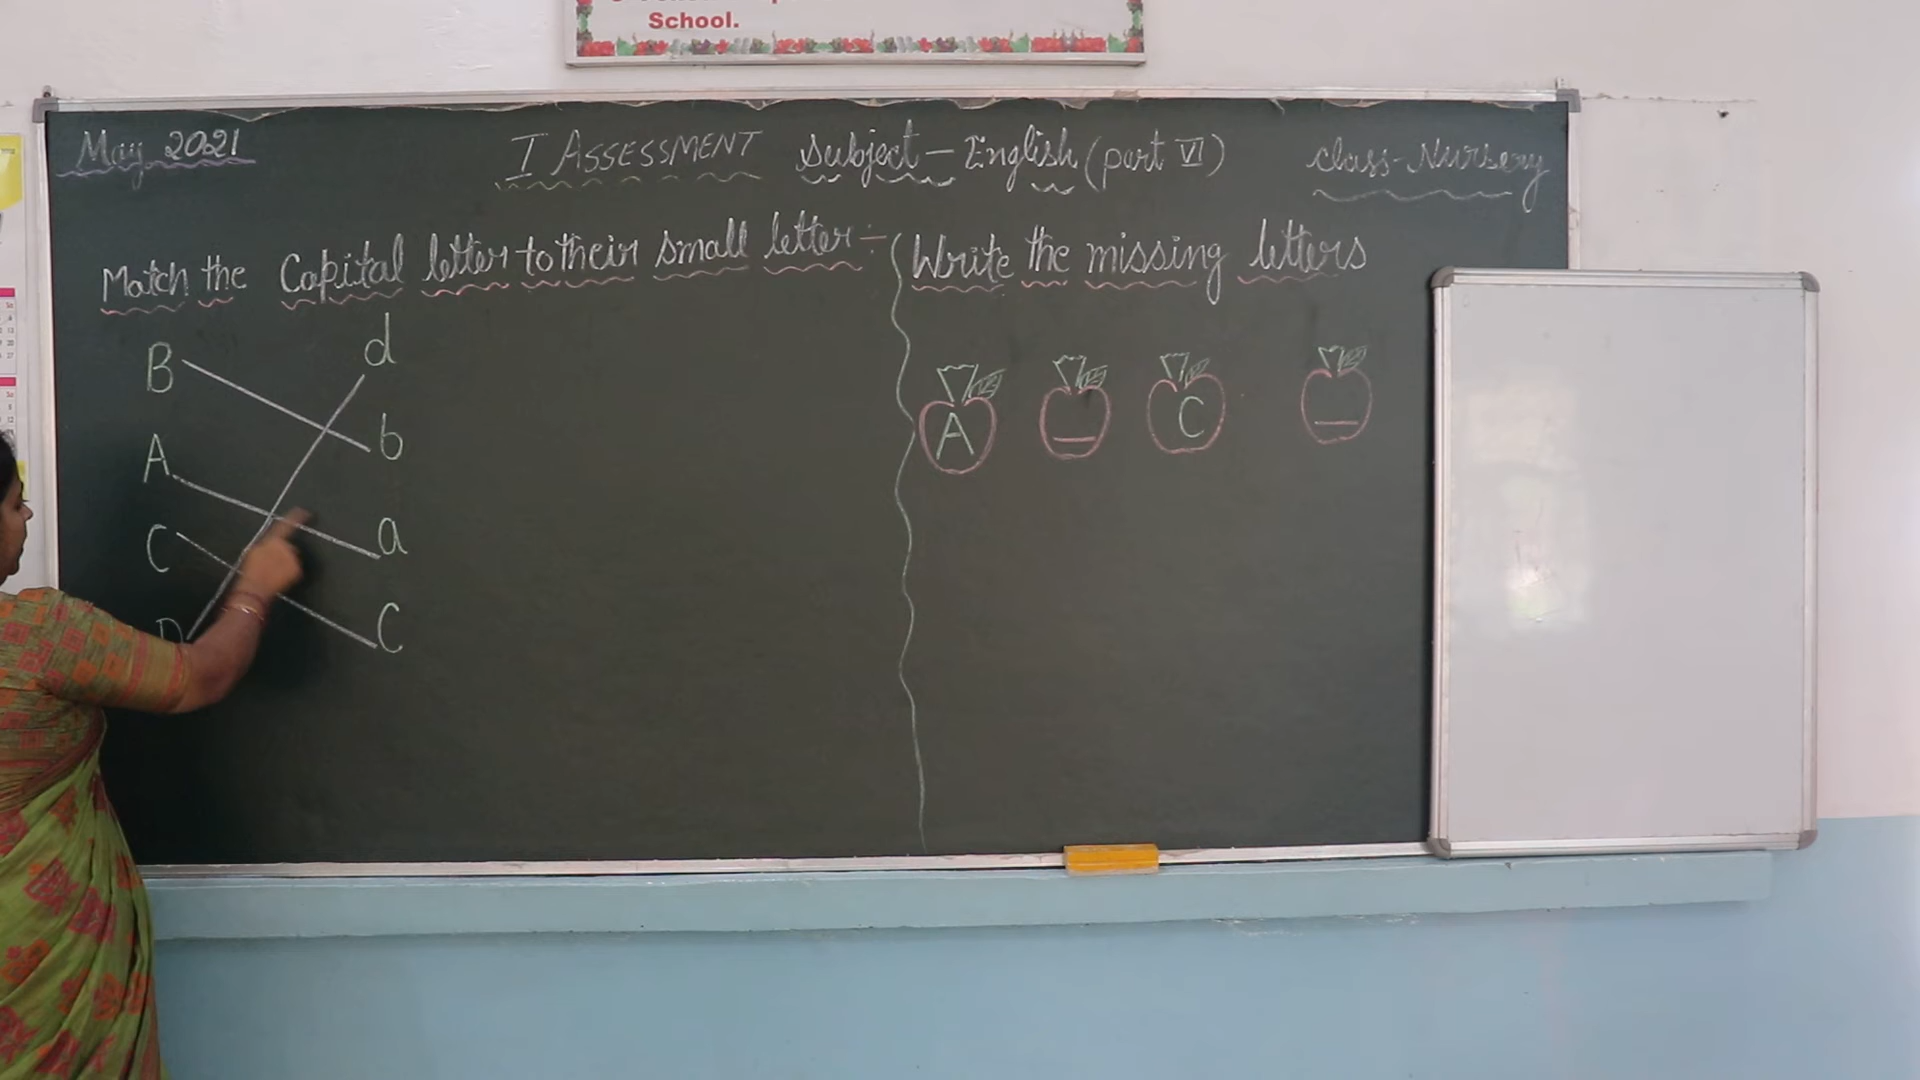 School.
May 2021
I ASSESSMENT Subject - English (part VI)
Class - Nursery
Match the Capital letter to their small letter :-
B d
A b
C a
D C
Write the missing letters
A _ C _